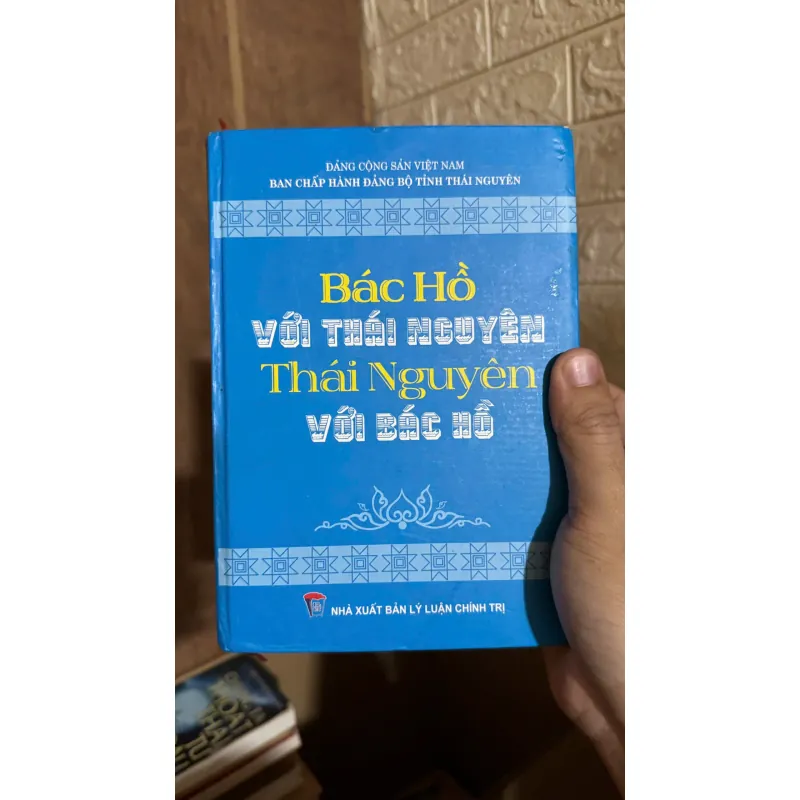 ĐẢNG CỘNG SẢN VIỆT NAM
BAN CHẤP HÀNH ĐẢNG BỘ TỈNH THÁI NGUYÊN
Bác Hồ
VỚI THÁI NGUYÊN
Thái Nguyên
VỚI BÁC HỒ
NHÀ XUẤT BẢN LÝ LUẬN CHÍNH TRỊ